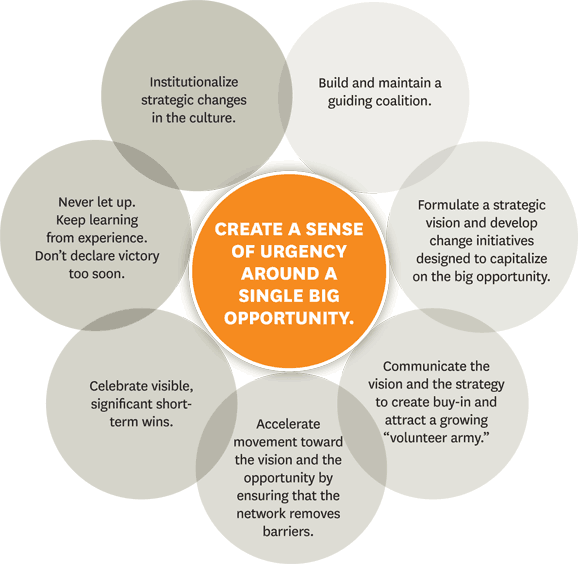 Institutionalize
strategic changes
in the culture.
Build and maintain a
guiding coalition.
Never let up.
Keep learning
from experience.
Don’t declare victory
too soon.
CREATE A SENSE
OF URGENCY
AROUND A
SINGLE BIG
OPPORTUNITY.
Formulate a strategic
vision and develop
change initiatives
designed to capitalize
on the big opportunity.
Celebrate visible,
significant short-
term wins.
Accelerate
movement toward
the vision and the
opportunity by
ensuring that the
network removes
barriers.
Communicate the
vision and the strategy
to create buy-in and
attract a growing
“volunteer army.”